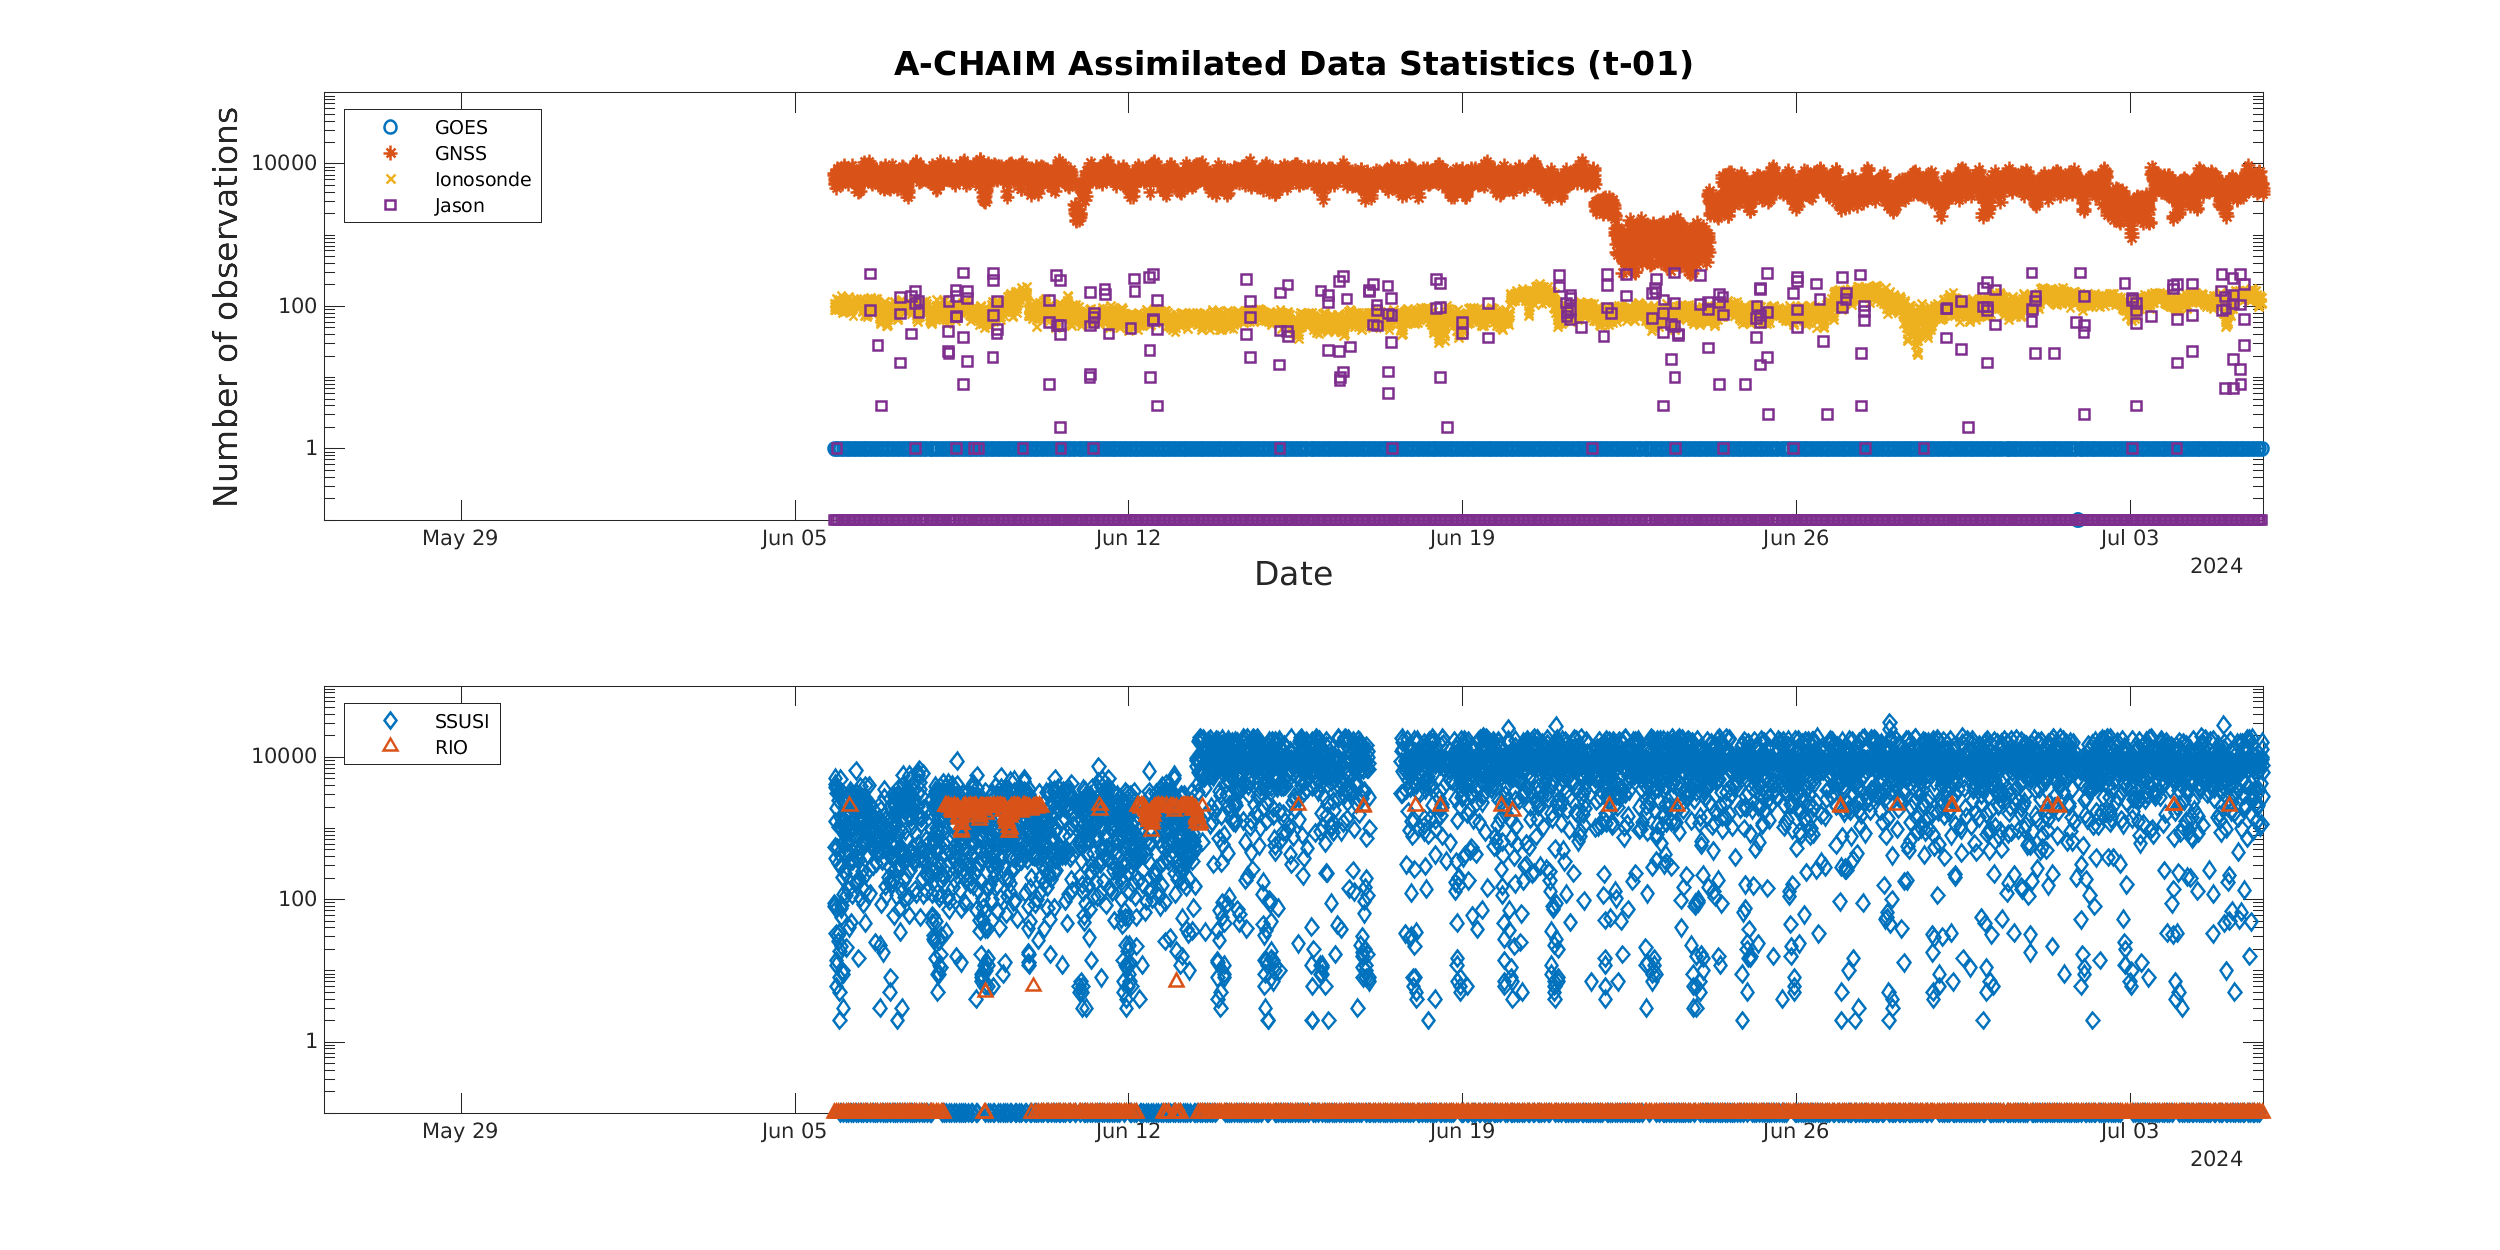 A-CHAIM Assimilated Data Statistics (t-01)
Number of observations
GOES
GNSS
Ionosonde
Jason
10000
100
1
May 29
Jun 05
Jun 12
Jun 19
Jun 26
Jul 03
2024
Date
SSUSI
RIO
10000
100
1
May 29
Jun 05
Jun 12
Jun 19
Jun 26
Jul 03
2024